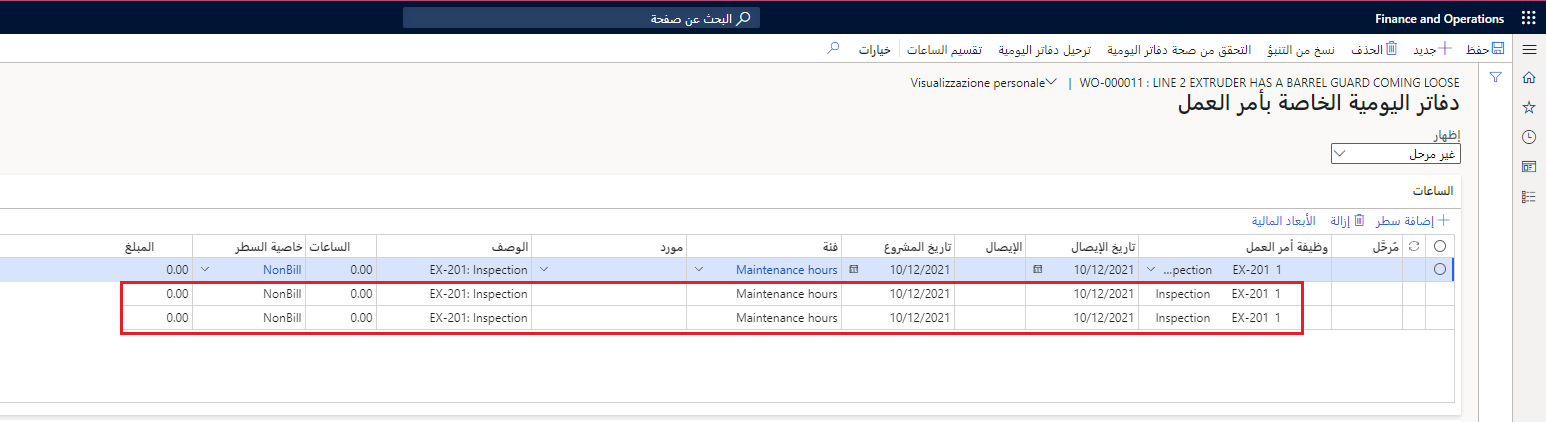 Finance and Operations
البحث عن صفحة
حفظ جديد الحذف نسخ من التنبؤ التحقق من صحة دفاتر اليومية ترحيل دفاتر اليومية تقسيم الساعات خيارات
WO-000011 : LINE 2 EXTRUDER HAS A BARREL GUARD COMING LOOSE | Visualizzazione personale
دفاتر اليومية الخاصة بأمر العمل
إظهار
غير مرحل
الساعات
إضافة سطر إزالة الأبعاد المالية
مُرحَّل وظيفة أمر العمل تاريخ الإيصال الإيصال تاريخ المشروع فئة مورد الوصف الساعات خاصية السطر المبلغ
1 EX-201 ...pection 10/12/2021 10/12/2021 Maintenance hours EX-201: Inspection 0.00 NonBill 0.00
1 EX-201 Inspection 10/12/2021 10/12/2021 Maintenance hours EX-201: Inspection 0.00 NonBill 0.00
1 EX-201 Inspection 10/12/2021 10/12/2021 Maintenance hours EX-201: Inspection 0.00 NonBill 0.00